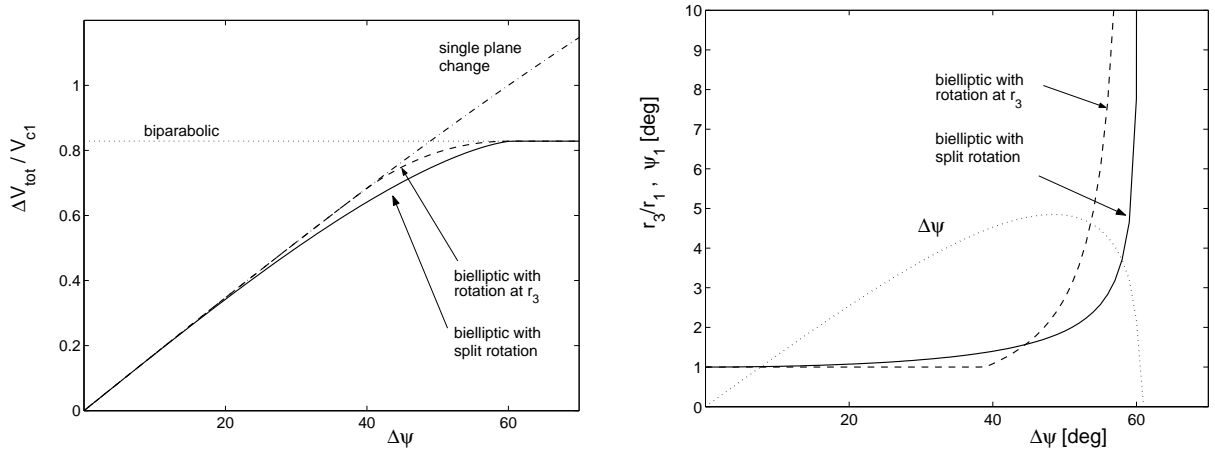 ΔV_tot / V_c1
1
0.8
0.6
0.4
0.2
0
20
40
60
Δψ
single plane
change
biparabolic
bielliptic with
rotation at r_3
bielliptic with
split rotation
r_3/r_1 , ψ_1 [deg]
10
9
8
7
6
5
4
3
2
1
0
20
40
60
Δψ [deg]
bielliptic with
rotation at r_3
bielliptic with
split rotation
Δψ